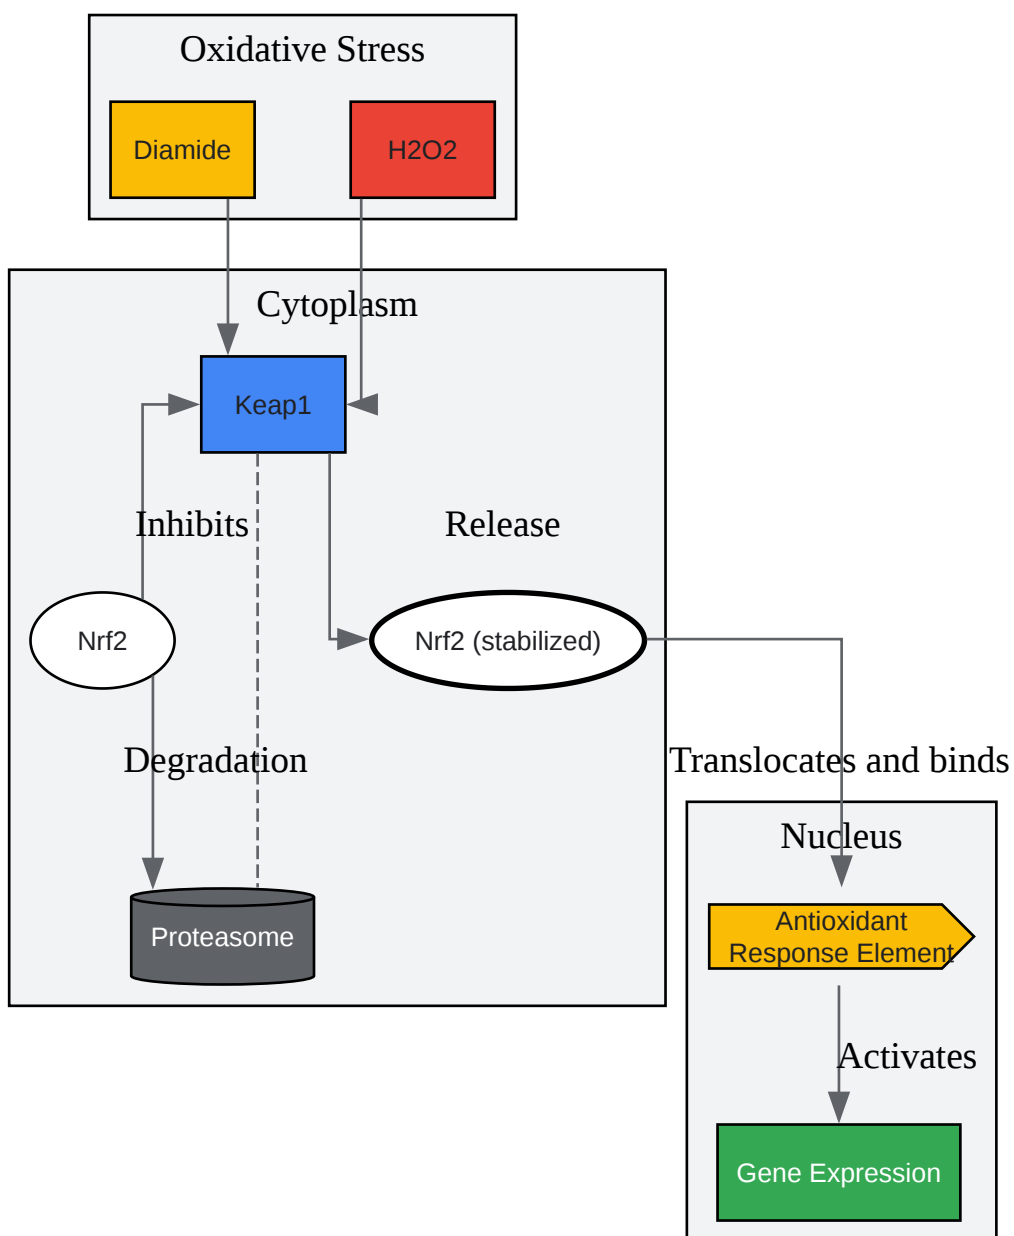 Oxidative Stress
Diamide
H2O2
Cytoplasm
Keap1
Inhibits
Release
Nrf2
Nrf2 (stabilized)
Degradation
Translocates and binds
Nucleus
Proteasome
Antioxidant
Response Element
Activates
Gene Expression